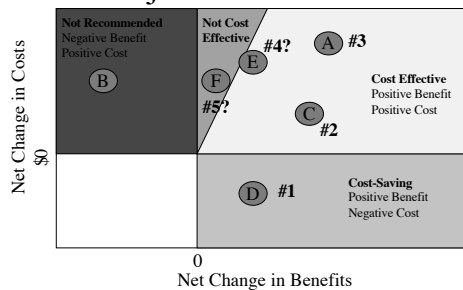 Not Recommended
Negative Benefit
Positive Cost
B
Not Cost
Effective
#4?
E
F
#5?
A #3
Cost Effective
Positive Benefit
Positive Cost
C
#2
D #1
Cost-Saving
Positive Benefit
Negative Cost
Net Change in Costs
$0
0
Net Change in Benefits